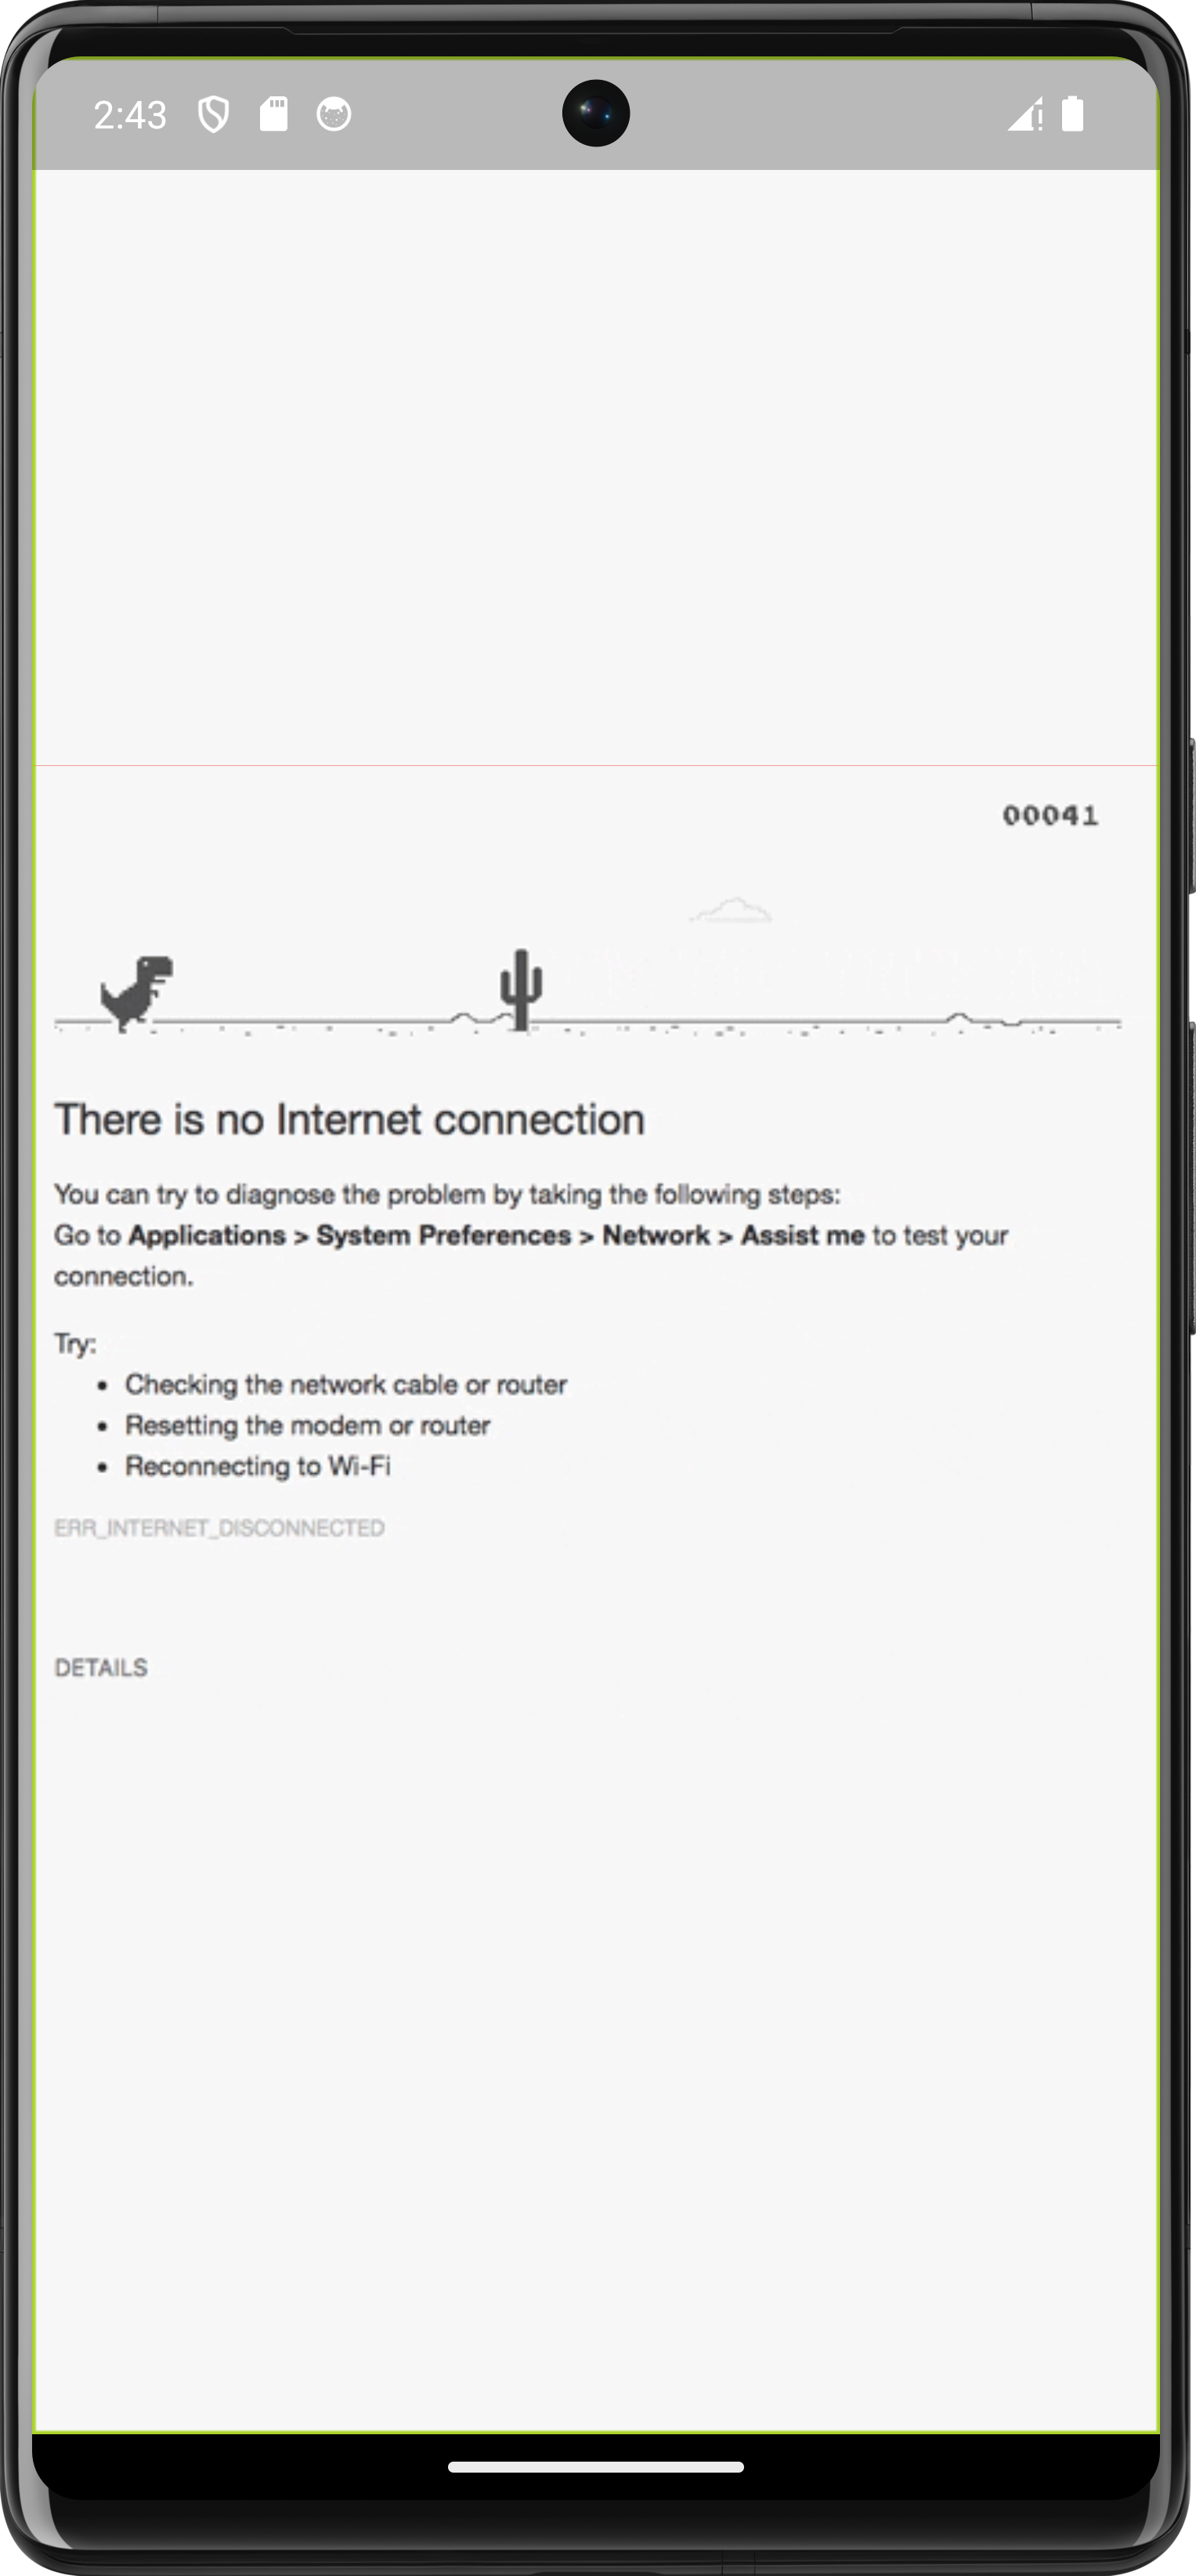 2:43
00041
There is no Internet connection
You can try to diagnose the problem by taking the following steps:
Go to Applications > System Preferences > Network > Assist me to test your
connection.
Try:
• Checking the network cable or router
• Resetting the modem or router
• Reconnecting to Wi-Fi
ERR_INTERNET_DISCONNECTED
DETAILS